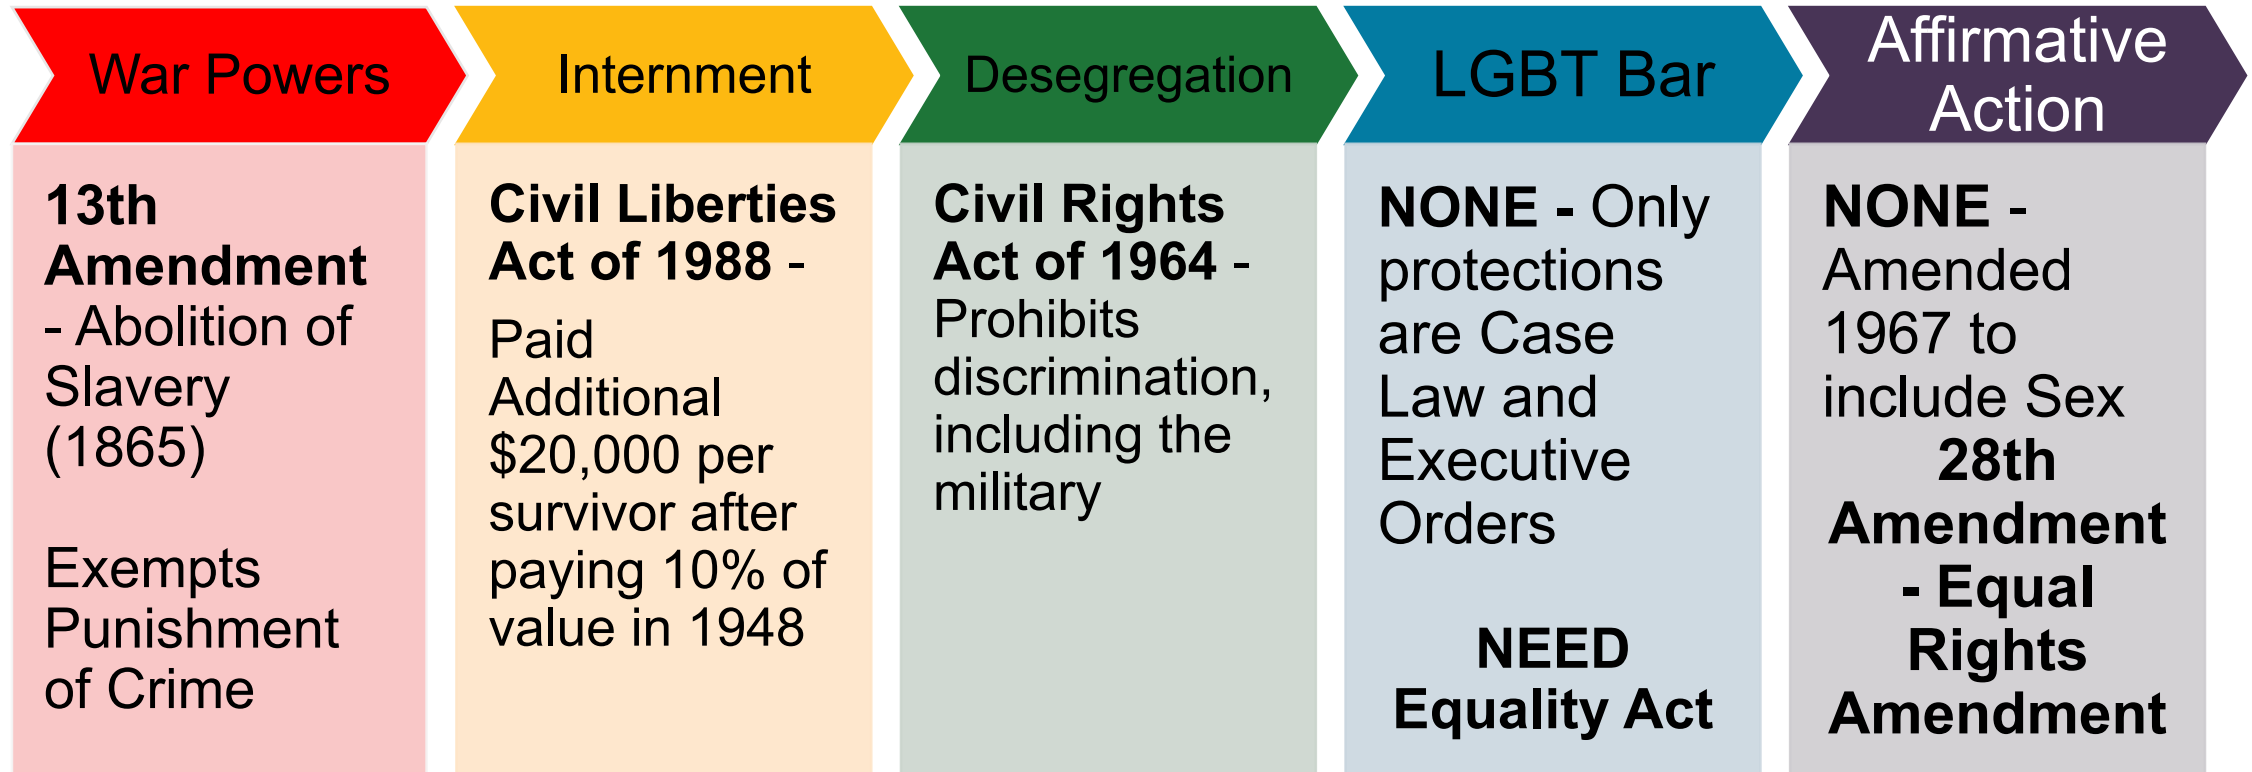 War Powers
13th
Amendment
- Abolition of
Slavery
(1865)
Exempts
Punishment
of Crime
Internment
Civil Liberties
Act of 1988 -
Paid
Additional
$20,000 per
survivor after
paying 10% of
value in 1948
Desegregation
Civil Rights
Act of 1964 -
Prohibits
discrimination,
including the
military
LGBT Bar
NONE - Only
protections
are Case
Law and
Executive
Orders
NEED
Equality Act
Affirmative
Action
NONE -
Amended
1967 to
include Sex
28th
Amendment
- Equal
Rights
Amendment